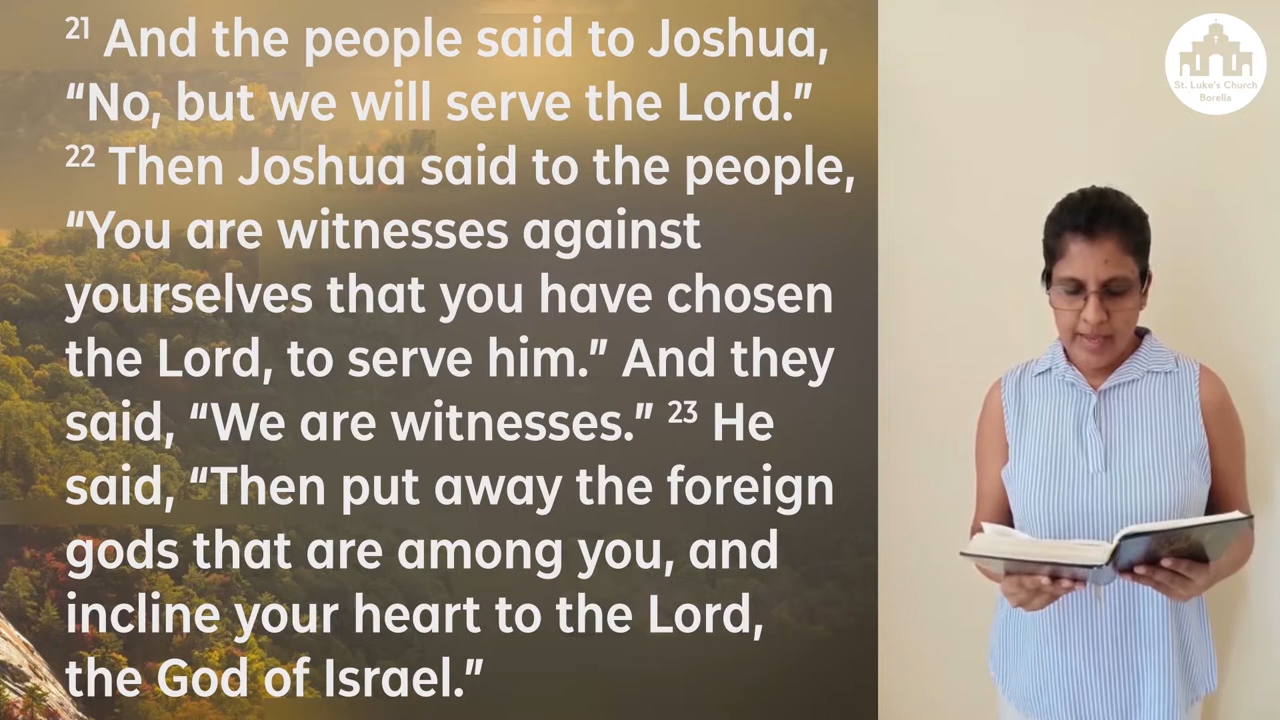 ²¹ And the people said to Joshua,
“No, but we will serve the Lord.”
²² Then Joshua said to the people,
“You are witnesses against
yourselves that you have chosen
the Lord, to serve him.” And they
said, “We are witnesses.” ²³ He
said, “Then put away the foreign
gods that are among you, and
incline your heart to the Lord,
the God of Israel.”
St. Luke's Church
Borella